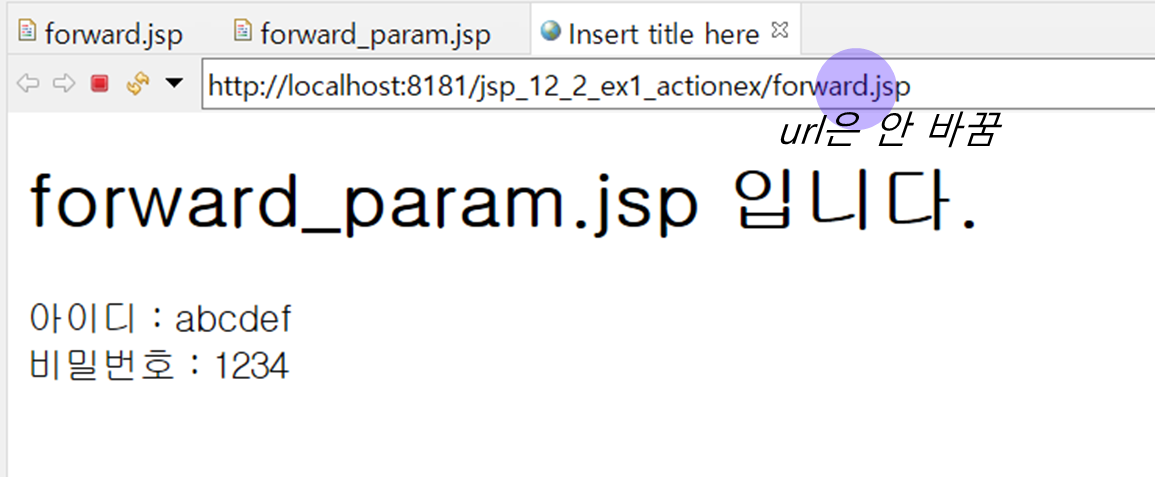 forward.jsp forward_param.jsp Insert title here
http://localhost:8181/jsp_12_2_ex1_actionex/forward.jsp
url은 안 바꿈
forward_param.jsp 입니다.
아이디 : abcdef
비밀번호 : 1234